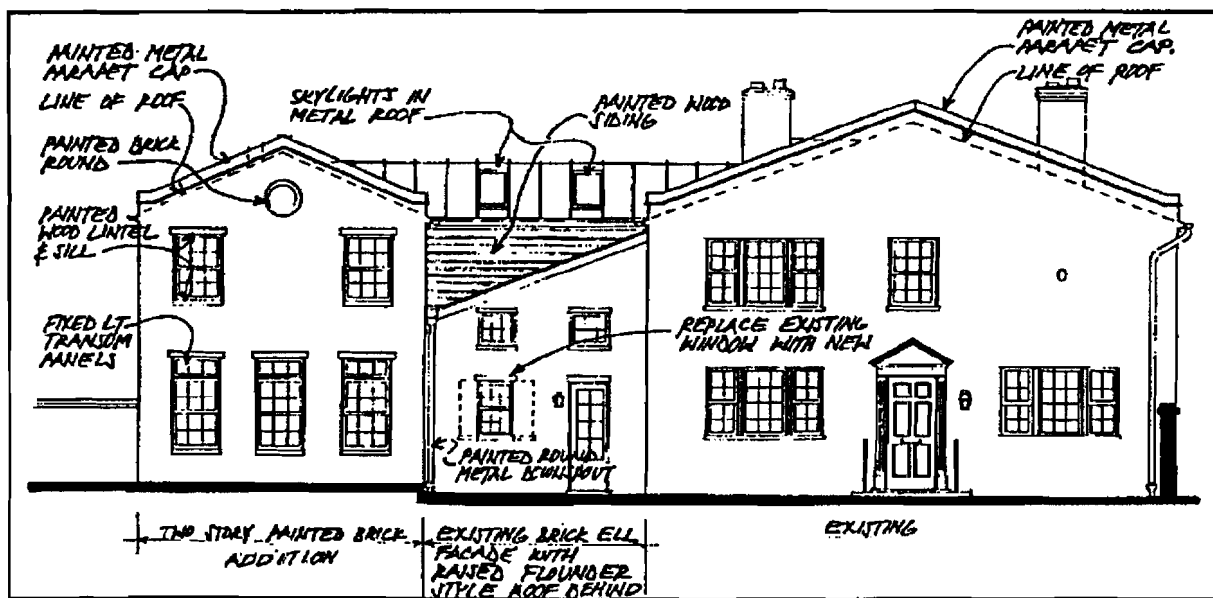 PAINTED METAL
PARAPET CAP
LINE OF ROOF
PAINTED BRICK
ROUND
PAINTED
WOOD LINTEL
& SILL
FIXED LT
TRANSOM
PANELS
SKYLIGHTS IN
METAL ROOF
PAINTED WOOD
SIDING
PAINTED METAL
PARAPET CAP.
LINE OF ROOF
REPLACE EXISTING
WINDOW WITH NEW
PAINTED ROUND
METAL DOWNSPOUT
TWO STORY PAINTED BRICK
ADDITION
EXISTING BRICK ELL
FACADE WITH
RAISED FLOUNDER
STYLE ROOF BEHIND
EXISTING